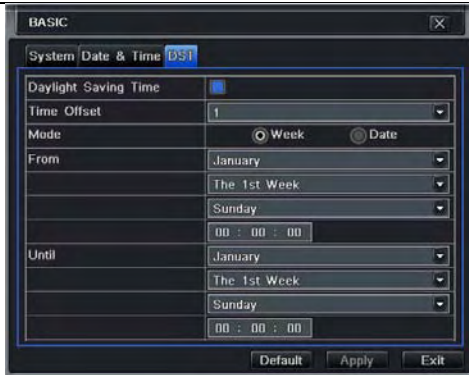 BASIC
System Date & Time DST
Daylight Saving Time
Time Offset 1
Mode Week Date
From January
The 1st Week
Sunday
00 : 00 : 00
Until January
The 1st Week
Sunday
00 : 00 : 00
Default Apply Exit